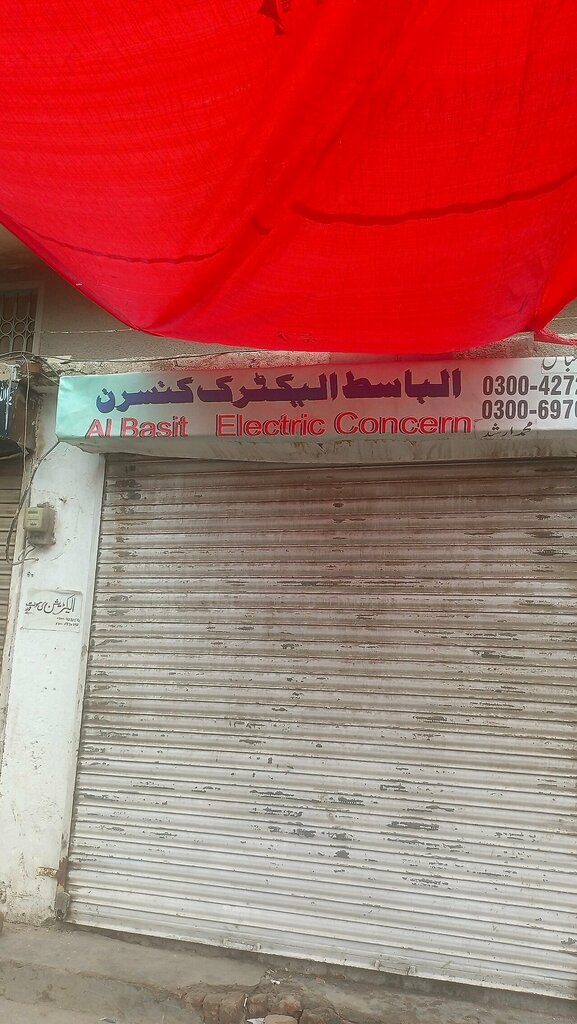 الباسط الیکٹرک کنسرن
Al Basit Electric Concern
0300-4272
0300-6970
محمد ارشد